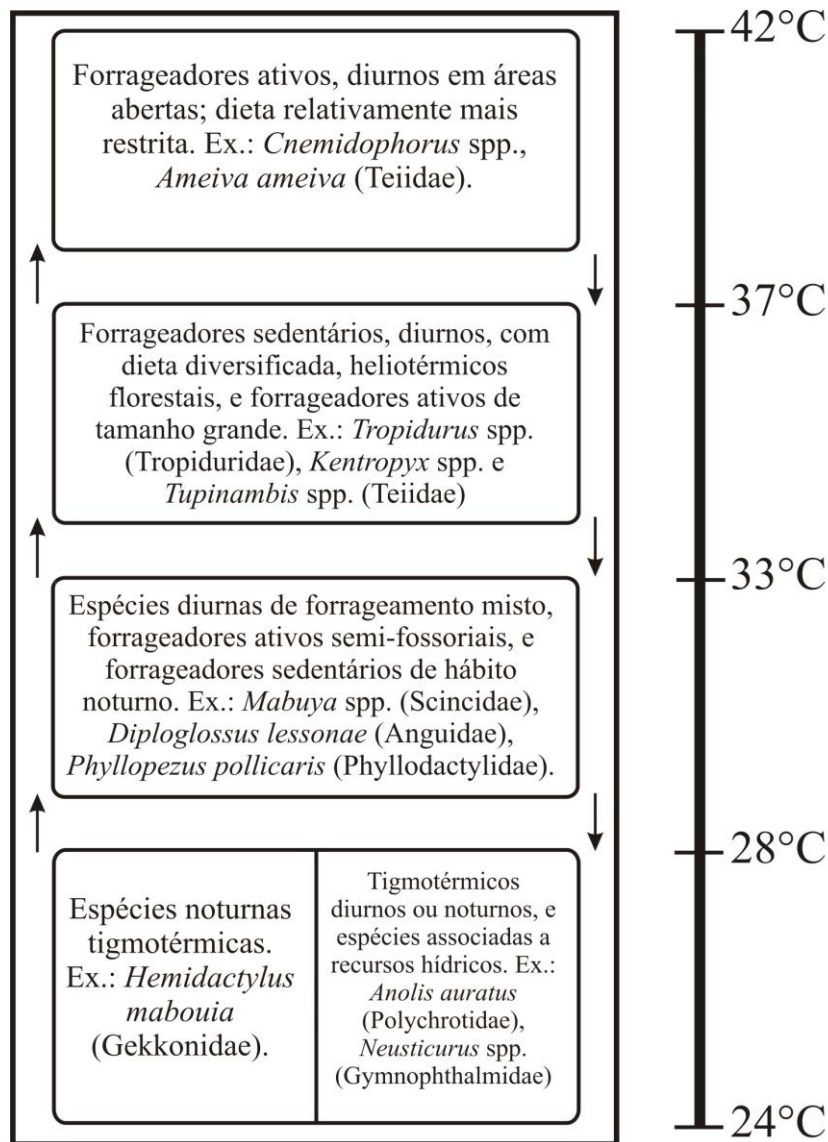 Forrageadores ativos, diurnos em áreas
abertas; dieta relativamente mais
restrita. Ex.: Cnemidophorus spp.,
Ameiva ameiva (Teiidae).
Forrageadores sedentários, diurnos, com
dieta diversificada, heliotérmicos
florestais, e forrageadores ativos de
tamanho grande. Ex.: Tropidurus spp.
(Tropiduridae), Kentropyx spp. e
Tupinambis spp. (Teiidae)
Espécies diurnas de forrageamento misto,
forrageadores ativos semi-fossoriais, e
forrageadores sedentários de hábito
noturno. Ex.: Mabuya spp. (Scincidae),
Diploglossus lessonae (Anguidae),
Phyllopezus pollicaris (Phyllodactylidae).
Espécies noturnas
tigmotérmicas.
Ex.: Hemidactylus
mabouia
(Gekkonidae).
Tigmotérmicos
diurnos ou noturnos, e
espécies associadas a
recursos hídricos. Ex.:
Anolis auratus
(Polychrotidae),
Neusticurus spp.
(Gymnophthalmidae)
42°C
37°C
33°C
28°C
24°C